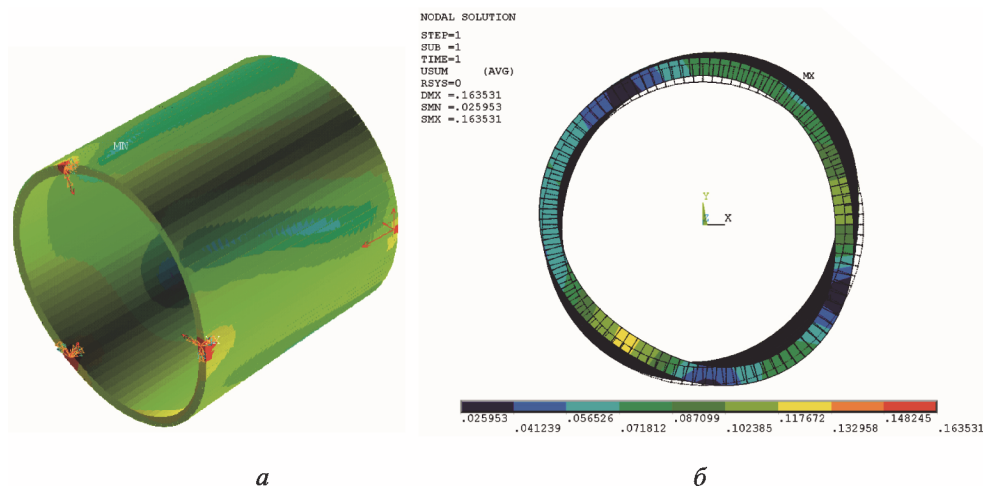 NODAL SOLUTION
STEP=1
SUB =1
TIME=1
USUM (AVG)
RSYS=0
DMX =.163531
SMN =.025953
SMX =.163531
MX
MN
Y
Z X
.025953 .056526 .087099 .117672 .148245
.041239 .071812 .102385 .132958 .163531
а б